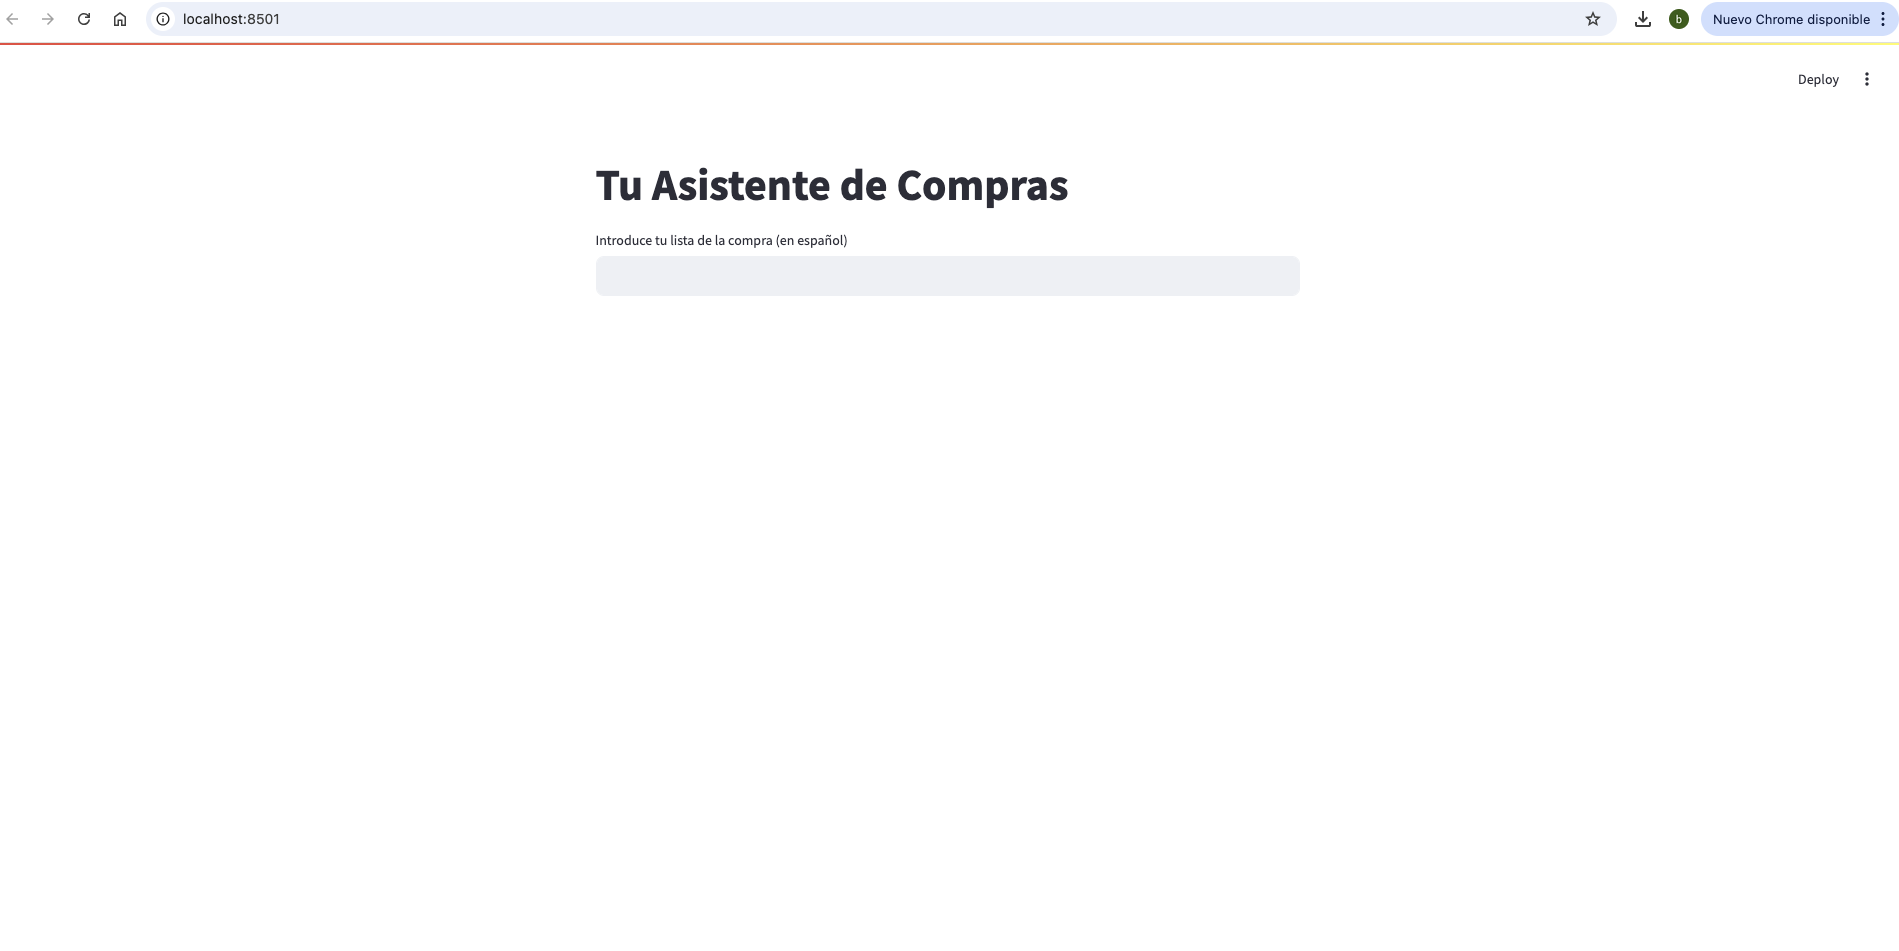 localhost:8501
b
Nuevo Chrome disponible
Deploy
Tu Asistente de Compras
Introduce tu lista de la compra (en español)